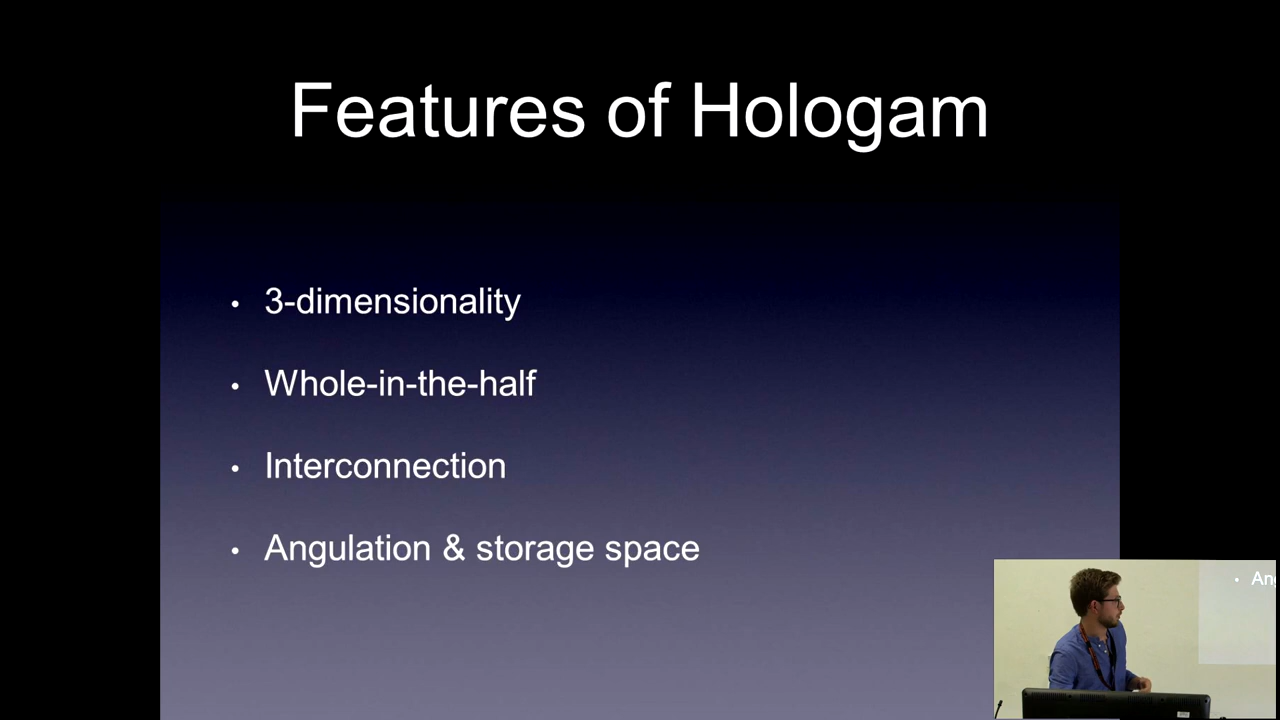 Features of Hologam
• 3-dimensionality
• Whole-in-the-half
• Interconnection
• Angulation & storage space
• An